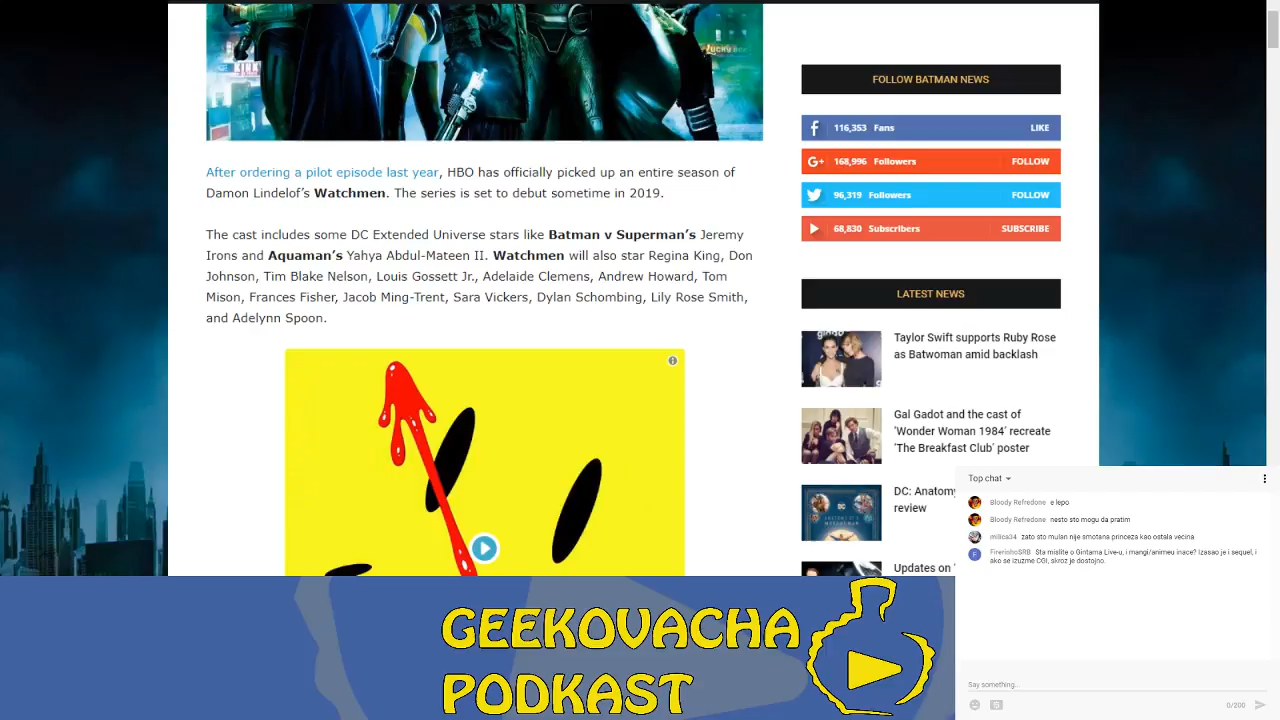 LUCKY
After ordering a pilot episode last year, HBO has officially picked up an entire season of
Damon Lindelof's Watchmen. The series is set to debut sometime in 2019.
The cast includes some DC Extended Universe stars like Batman v Superman's Jeremy
Irons and Aquaman's Yahya Abdul-Mateen II. Watchmen will also star Regina King, Don
Johnson, Tim Blake Nelson, Louis Gossett Jr., Adelaide Clemens, Andrew Howard, Tom
Mison, Frances Fisher, Jacob Ming-Trent, Sara Vickers, Dylan Schombing, Lily Rose Smith,
and Adelynn Spoon.
FOLLOW BATMAN NEWS
116,353 Fans LIKE
G+ 168,996 Followers FOLLOW
96,319 Followers FOLLOW
68,830 Subscribers SUBSCRIBE
LATEST NEWS
Taylor Swift supports Ruby Rose
as Batwoman amid backlash
Gal Gadot and the cast of
'Wonder Woman 1984' recreate
'The Breakfast Club' poster
DC: Anatomy
review
Updates on
Top chat
Bloody Refredone e lepo
Bloody Refredone nesto sto mogu da pratim
milica34 zato sto mulan nije smotana princeza kao ostala vecina
F FirerishoSRB Sta mislite o Gintama Live-u, i mangi/animeu inace? Izasao je i sequel, i
ako se izuzme CGI, skroz je dostojno.
Say something...
0/200
GEEKOVACHA
PODKAST